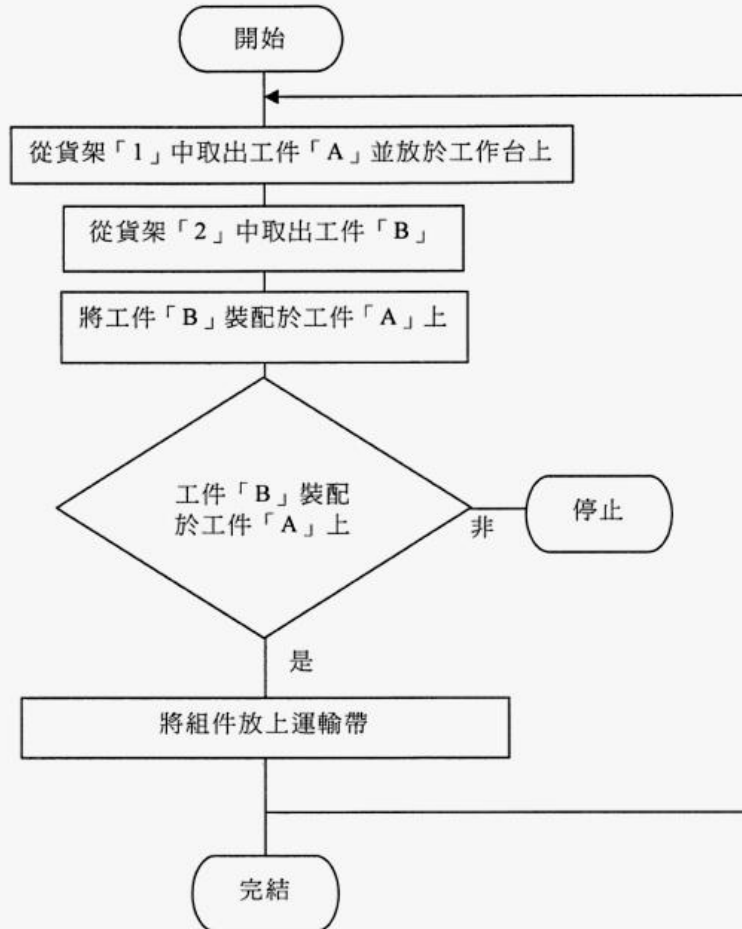 開始
從貨架「1」中取出工件「A」並放於工作台上
從貨架「2」中取出工件「B」
將工件「B」裝配於工件「A」上
工件「B」裝配
於工件「A」上
非
停止
是
將組件放上運輸帶
完結